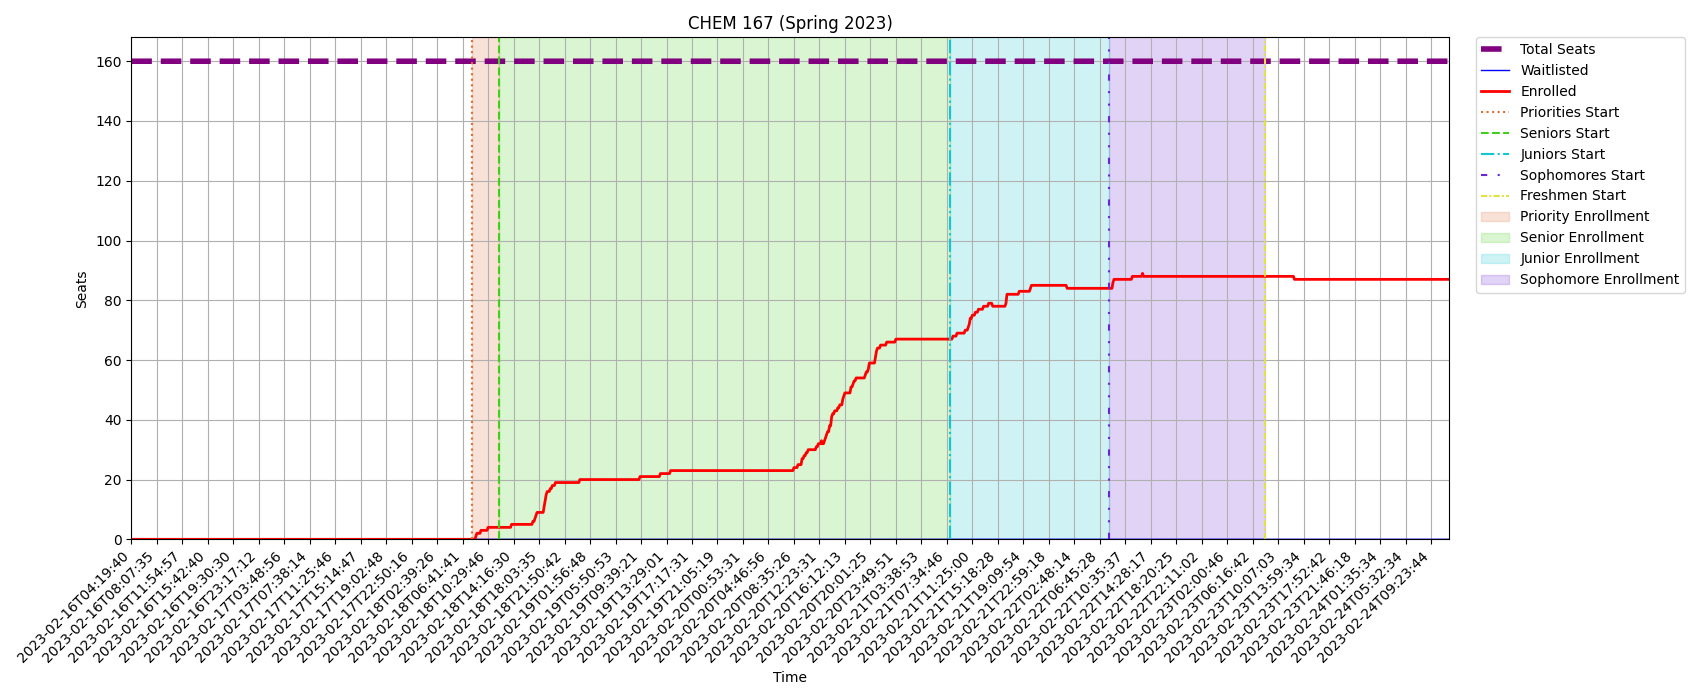 CHEM 167 (Spring 2023)
Total Seats
Waitlisted
Enrolled
Priorities Start
Seniors Start
Juniors Start
Sophomores Start
Freshmen Start
Priority Enrollment
Senior Enrollment
Junior Enrollment
Sophomore Enrollment
Seats
160
140
120
100
80
60
40
20
0
2023-02-16T04:19:40
2023-02-16T08:07:35
2023-02-16T11:54:57
2023-02-16T15:42:40
2023-02-16T19:30:30
2023-02-16T23:17:12
2023-02-17T03:48:56
2023-02-17T07:38:14
2023-02-17T11:25:46
2023-02-17T15:14:47
2023-02-17T19:02:48
2023-02-17T22:50:16
2023-02-18T02:39:26
2023-02-18T06:41:41
2023-02-18T10:29:46
2023-02-18T14:16:30
2023-02-18T18:03:35
2023-02-18T21:50:42
2023-02-19T01:56:48
2023-02-19T05:50:53
2023-02-19T09:39:21
2023-02-19T13:29:01
2023-02-19T17:17:31
2023-02-19T21:05:19
2023-02-20T00:53:31
2023-02-20T04:46:56
2023-02-20T08:35:26
2023-02-20T12:23:31
2023-02-20T16:12:13
2023-02-20T20:01:25
2023-02-20T23:49:51
2023-02-21T03:38:53
2023-02-21T07:34:46
2023-02-21T11:25:00
2023-02-21T15:18:28
2023-02-21T19:09:54
2023-02-21T22:59:18
2023-02-22T02:48:14
2023-02-22T06:45:28
2023-02-22T10:35:37
2023-02-22T14:28:17
2023-02-22T18:20:25
2023-02-22T22:11:02
2023-02-23T02:00:46
2023-02-23T06:16:42
2023-02-23T10:07:03
2023-02-23T13:59:34
2023-02-23T17:52:42
2023-02-23T21:46:18
2023-02-24T01:35:34
2023-02-24T05:32:34
2023-02-24T09:23:44
Time